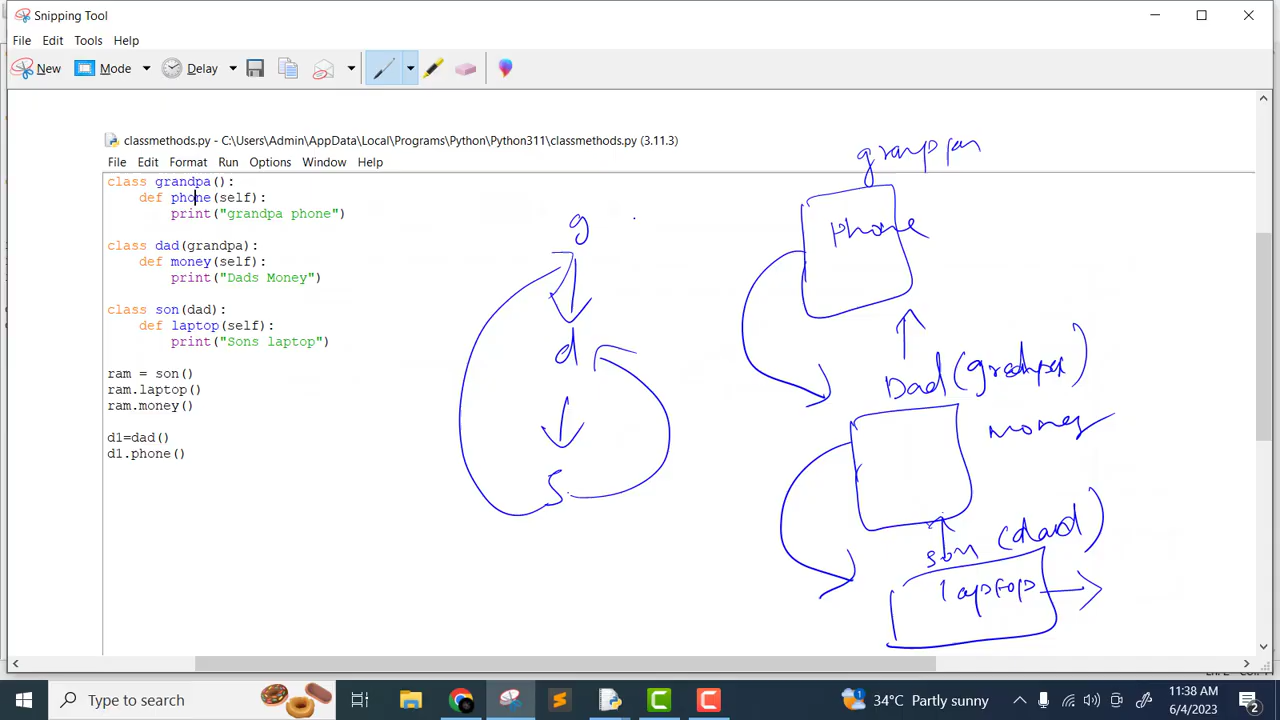 Snipping Tool
File Edit Tools Help
New Mode Delay
classmethods.py - C:\Users\Admin\AppData\Local\Programs\Python\Python311\classmethods.py (3.11.3)
File Edit Format Run Options Window Help
class grandpa():
    def phone(self):
        print("grandpa phone")
class dad(grandpa):
    def money(self):
        print("Dads Money")
class son(dad):
    def laptop(self):
        print("Sons laptop")
ram = son()
ram.laptop()
ram.money()
d1=dad()
d1.phone()
g
d
s
phone
Dad
money
son
Type here to search
34°C Partly sunny
11:38 AM
6/4/2023
2